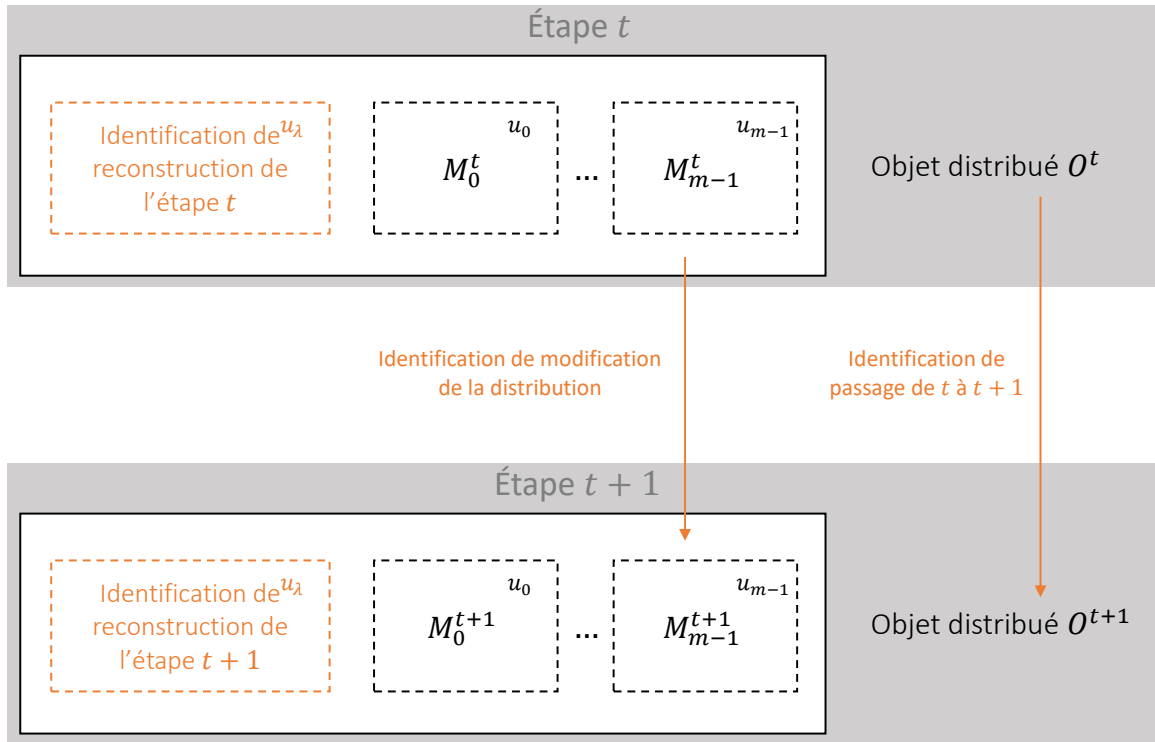 Étape t
Identification de u_λ
reconstruction de
l'étape t
u_0
M_0^t
...
u_{m−1}
M_{m−1}^t
Objet distribué O^t
Identification de modification
de la distribution
Identification de
passage de t à t + 1
Étape t + 1
Identification de u_λ
reconstruction de
l'étape t + 1
u_0
M_0^{t+1}
...
u_{m−1}
M_{m−1}^{t+1}
Objet distribué O^{t+1}